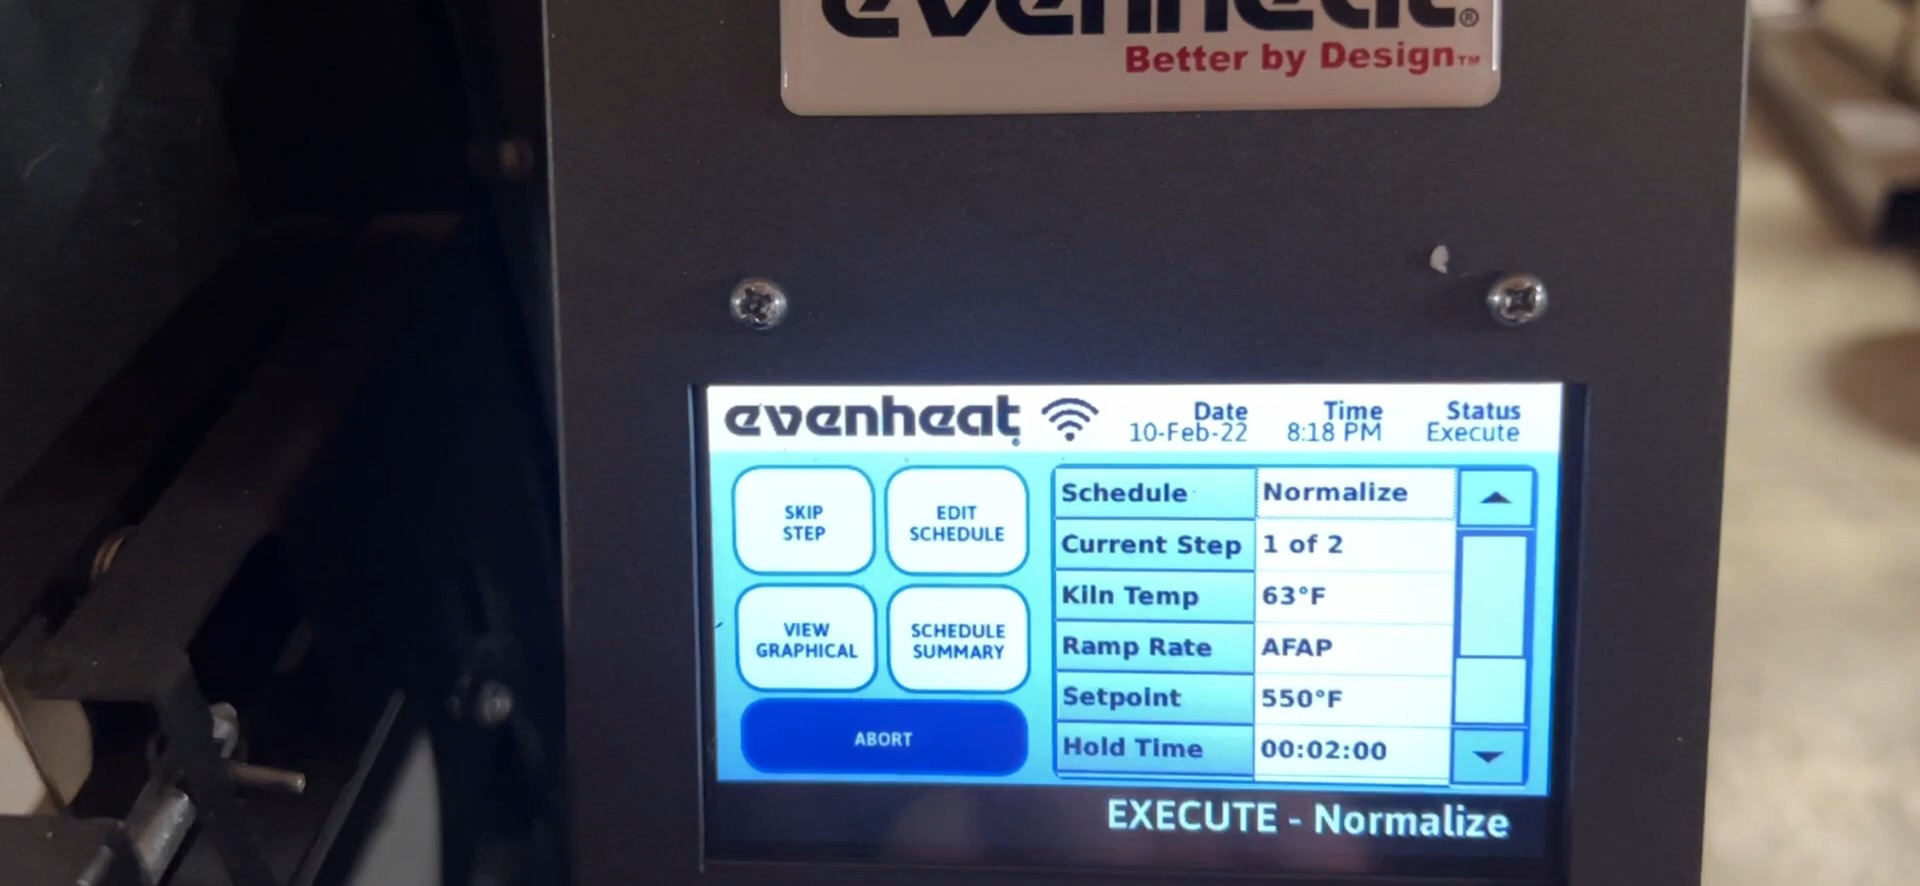 evenheat®
Better by Design™
evenheat
Date
10-Feb-22
Time
8:18 PM
Status
Execute
SKIP
STEP
EDIT
SCHEDULE
VIEW
GRAPHICAL
SCHEDULE
SUMMARY
ABORT
Schedule Normalize
Current Step 1 of 2
Kiln Temp 63°F
Ramp Rate AFAP
Setpoint 550°F
Hold Time 00:02:00
EXECUTE - Normalize